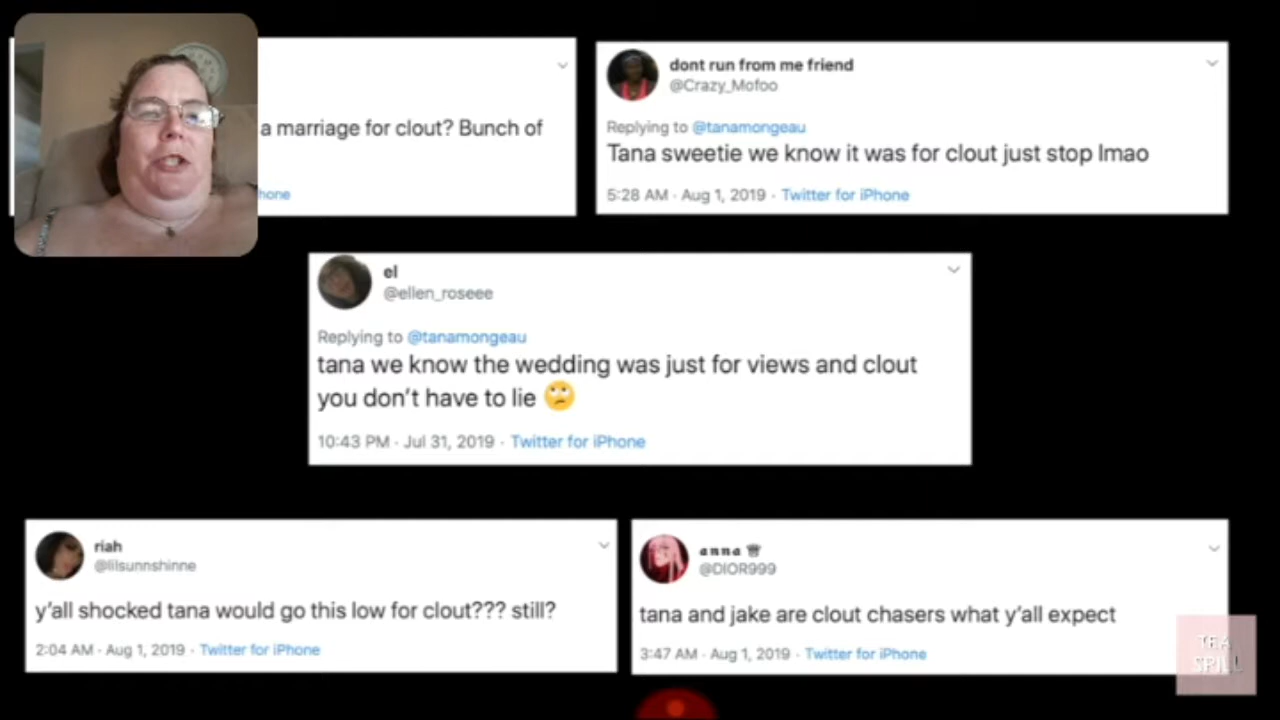 a marriage for clout? Bunch of
hone
dont run from me friend
@Crazy_Mofoo
Replying to @tanamongeau
Tana sweetie we know it was for clout just stop lmao
5:28 AM · Aug 1, 2019 · Twitter for iPhone
el
@ellen_roseee
Replying to @tanamongeau
tana we know the wedding was just for views and clout
you don't have to lie 🙄
10:43 PM · Jul 31, 2019 · Twitter for iPhone
riah
@lilsunnshinne
y'all shocked tana would go this low for clout??? still?
2:04 AM · Aug 1, 2019 · Twitter for iPhone
𝖆𝖓𝖓𝖆
@DIOR999
tana and jake are clout chasers what y'all expect
3:47 AM · Aug 1, 2019 · Twitter for iPhone
TEA
SPILL